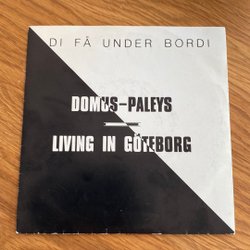 DI FÅ UNDER BORDI
DOMUS-PALEYS
LIVING IN GÖTEBORG